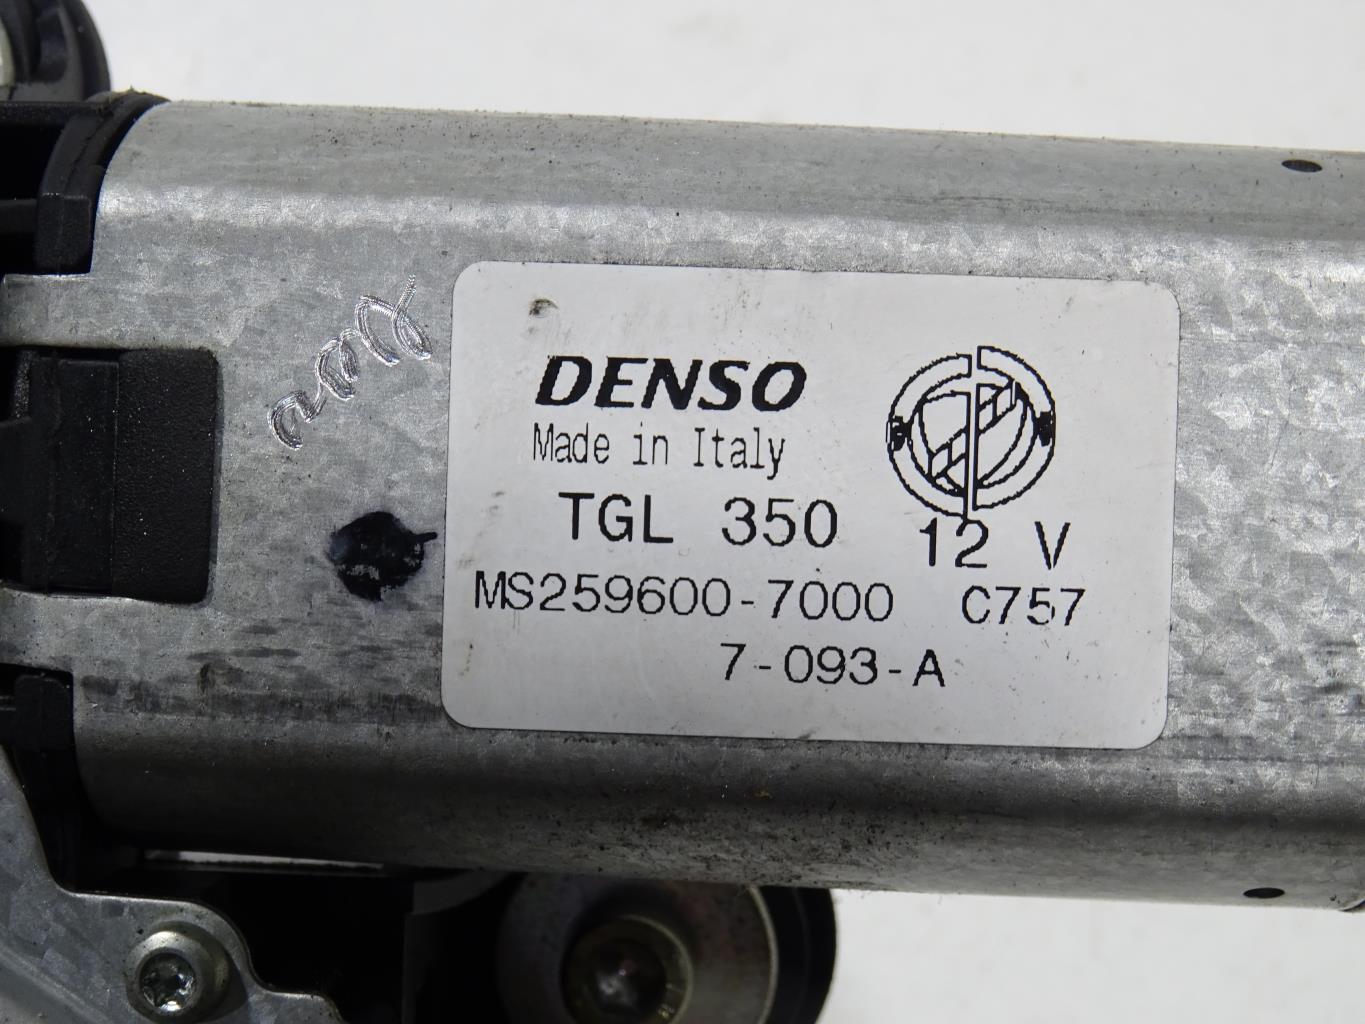 DENSO
Made in Italy
TGL 350 12 V
MS259600-7000 C757
7-093-A